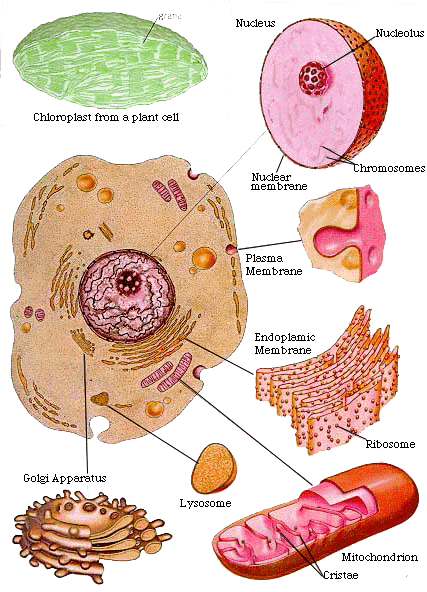 grana
Chloroplast from a plant cell
Nucleus
Nucleolus
Chromosomes
Nuclear
membrane
Plasma
Membrane
Endoplamic
Membrane
Ribosome
Golgi Apparatus
Lysosome
Mitochondrion
Cristae